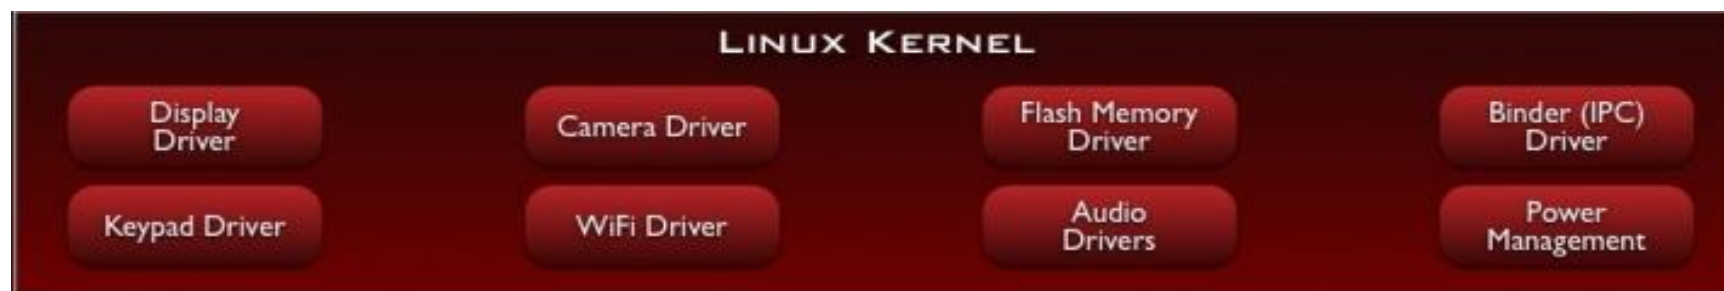 LINUX KERNEL
Display
Driver
Camera Driver
Flash Memory
Driver
Binder (IPC)
Driver
Keypad Driver
WiFi Driver
Audio
Drivers
Power
Management